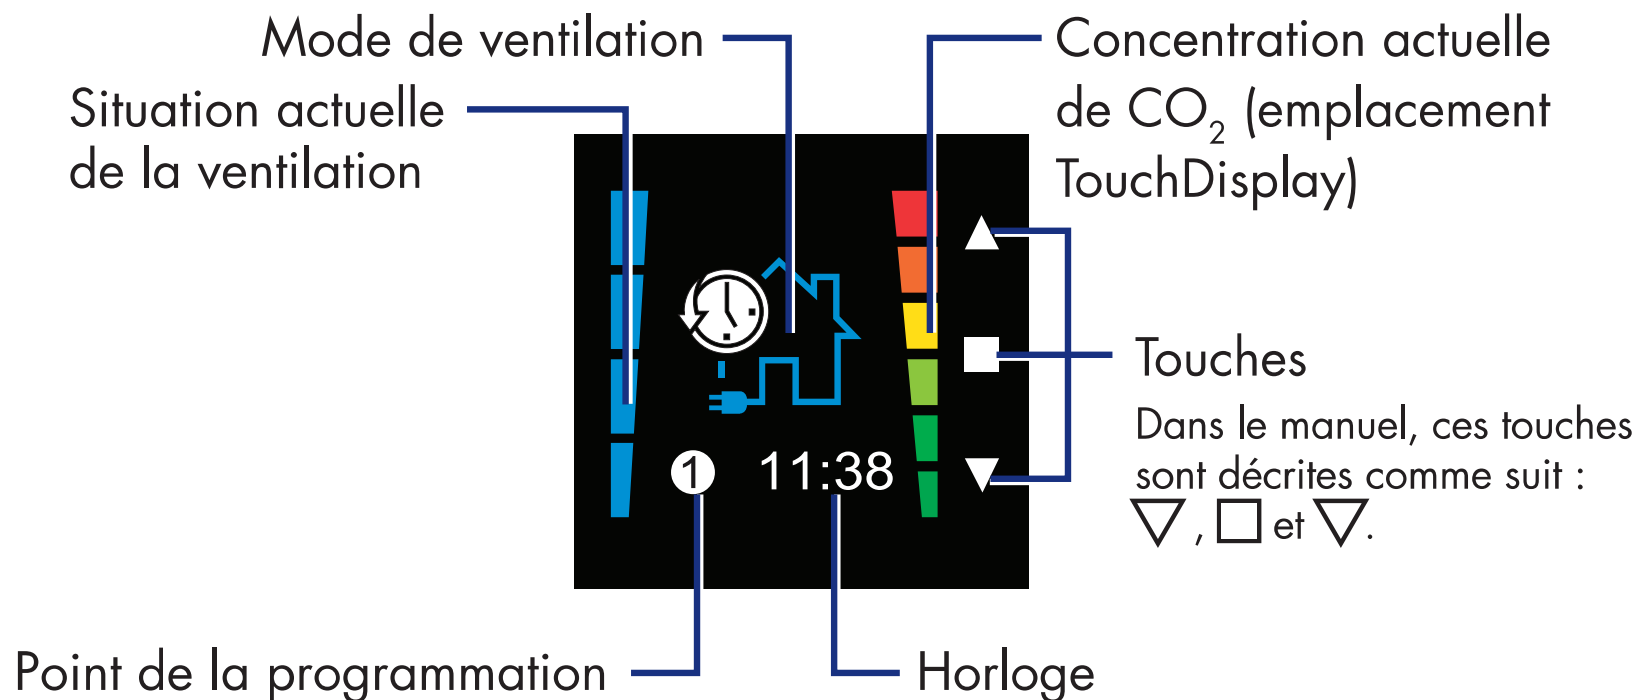 Mode de ventilation
Situation actuelle
de la ventilation
Concentration actuelle
de CO₂ (emplacement
TouchDisplay)
Touches
Dans le manuel, ces touches
sont décrites comme suit :
▽ , □ et ▽.
1 11:38
Point de la programmation
Horloge